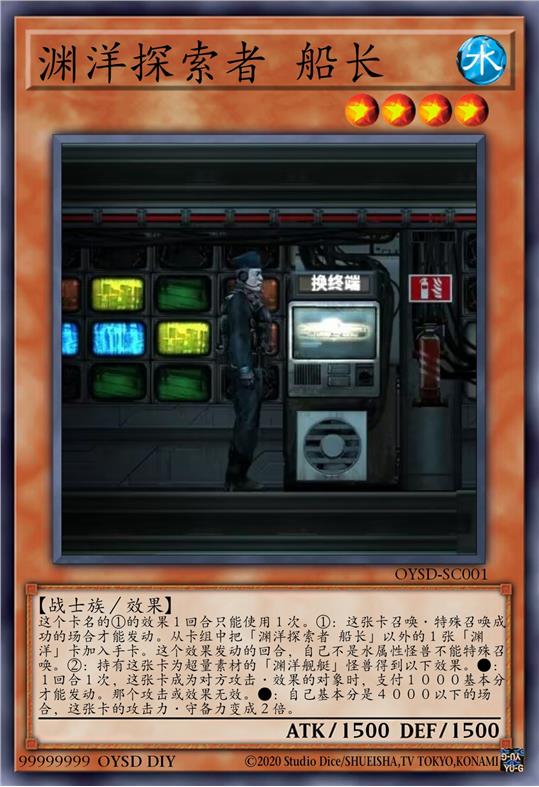 渊洋探索者 船长
水
换终端
OYSD-SC001
【战士族／效果】
这个卡名的①的效果１回合只能使用１次。①：这张卡召唤·特殊召唤成
功的场合才能发动。从卡组中把「渊洋探索者 船长」以外的１张「渊
洋」卡加入手卡。这个效果发动的回合，自己不是水属性怪兽不能特殊召
唤。②：持有这张卡为超量素材的「渊洋舰艇」怪兽得到以下效果。●：
１回合１次，这张卡成为对方攻击·效果的对象时，支付１０００基本分
才能发动。那个攻击或效果无效。●：自己基本分是４０００以下的场
合，这张卡的攻击力·守备力变成２倍。
ATK/1500 DEF/1500
99999999 OYSD DIY
©2020 Studio Dice/SHUEISHA,TV TOKYO,KONAMI